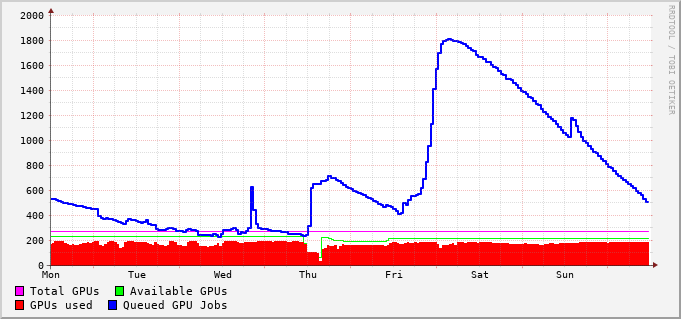 2000
1800
1600
1400
1200
1000
800
600
400
200
0
Mon Tue Wed Thu Fri Sat Sun
Total GPUs Available GPUs
GPUs used Queued GPU Jobs
RRDTOOL / TOBI OETIKER